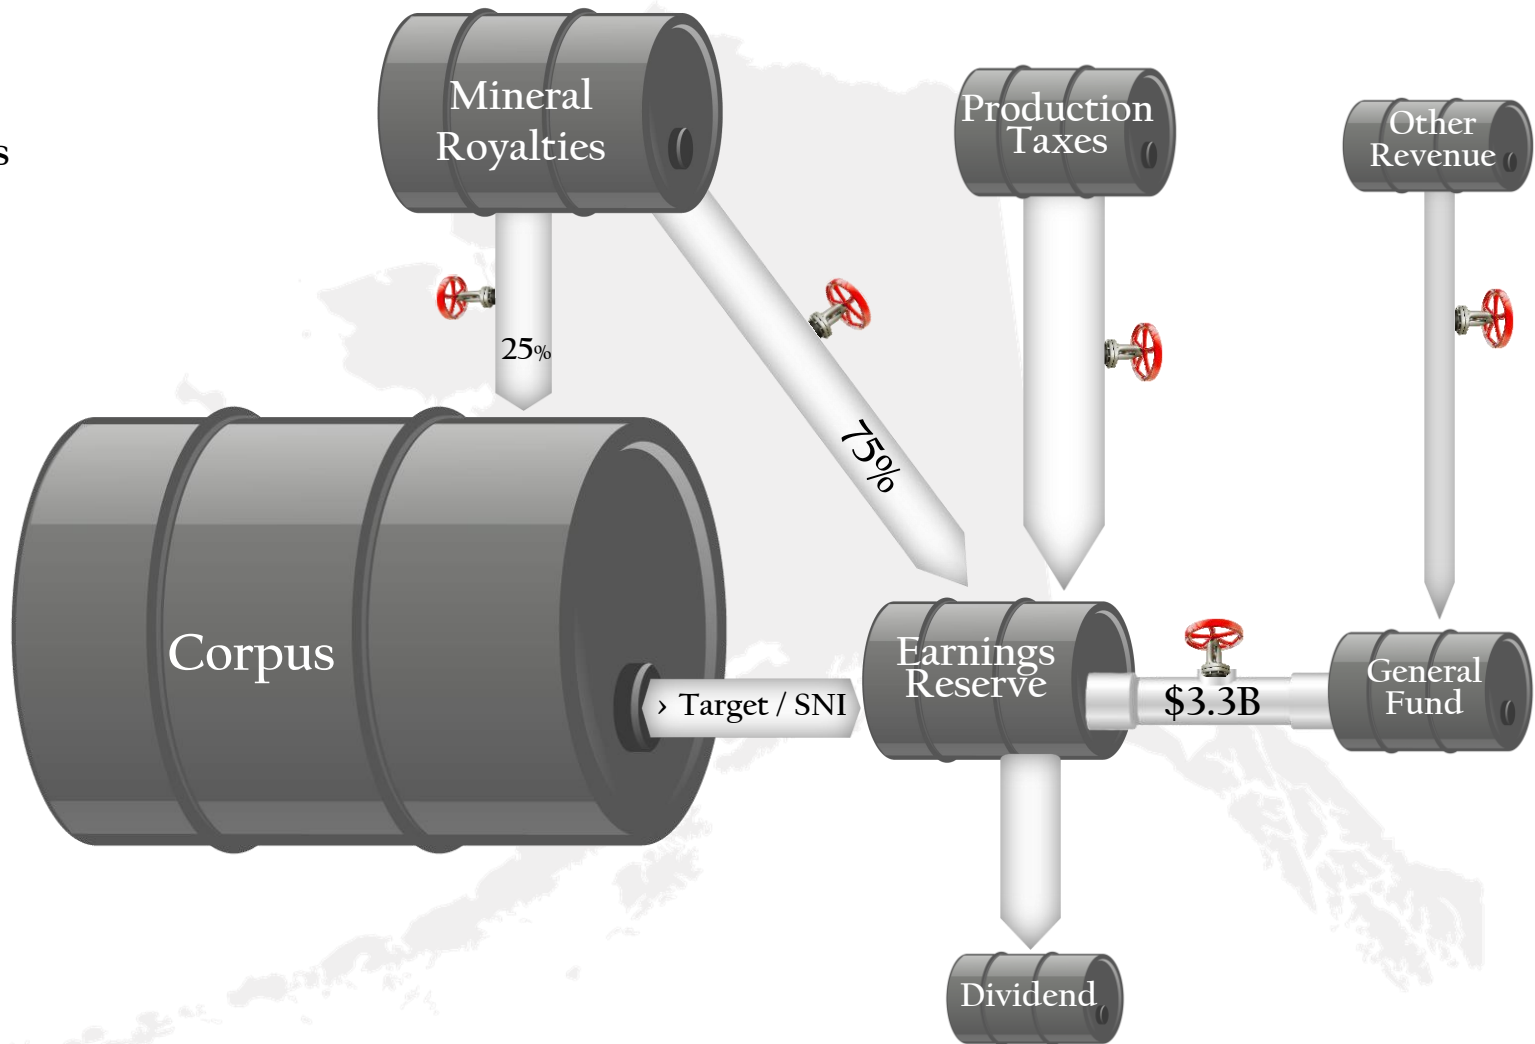 Mineral
Royalties
Production
Taxes
Other
Revenue
s
25%
75%
Corpus
› Target / SNI
Earnings
Reserve
$3.3B
General
Fund
Dividend